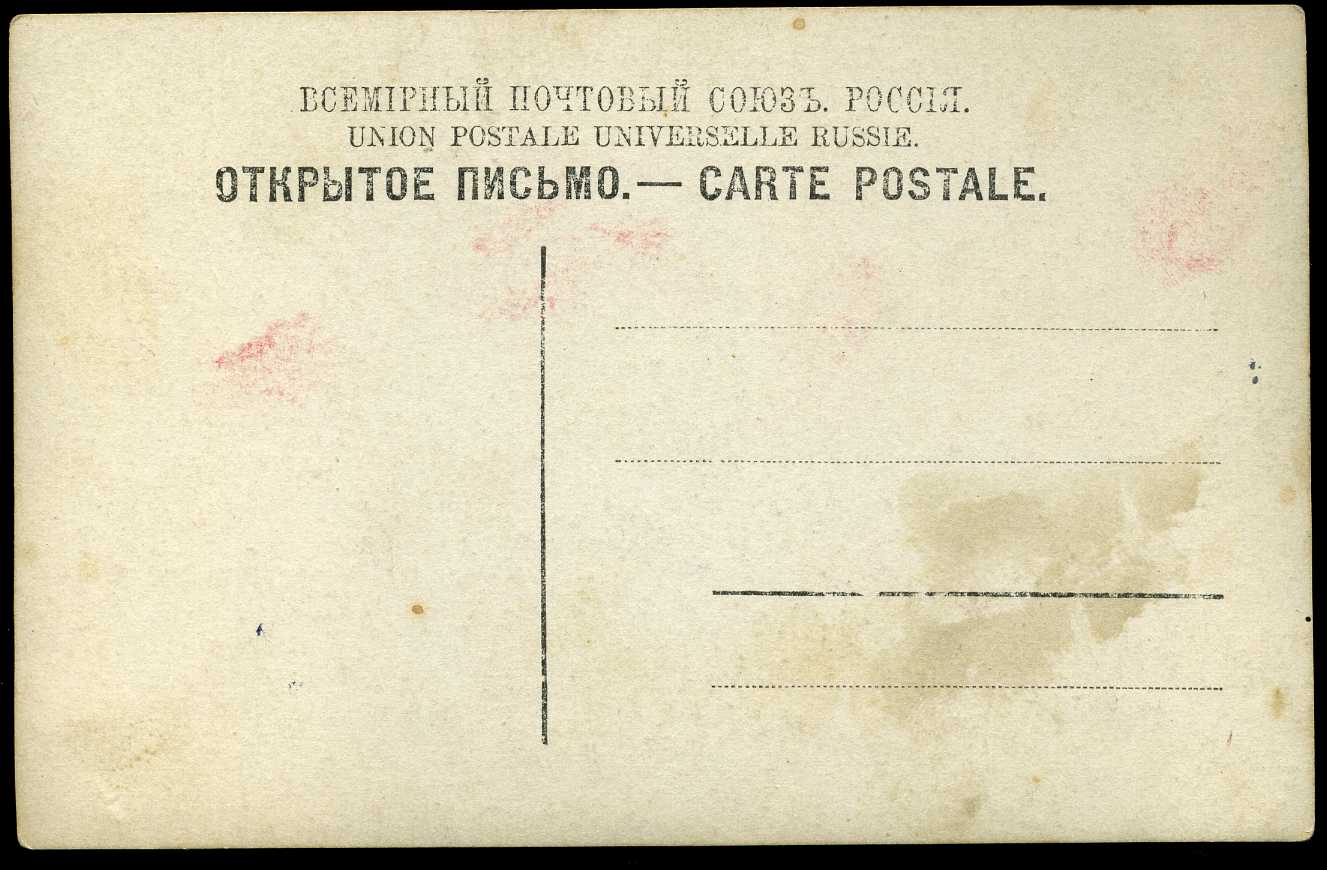 ВСЕМІРНЫЙ ПОЧТОВЫЙ СОЮЗЪ. РОССІЯ.
UNION POSTALE UNIVERSELLE RUSSIE.
ОТКРЫТОЕ ПИСЬМО.— CARTE POSTALE.